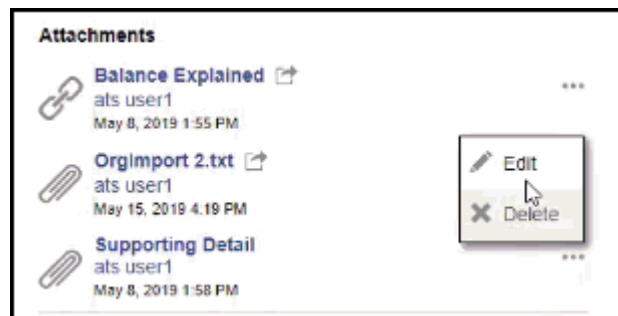 Attachments
Balance Explained
ats user1
May 8, 2019 1:55 PM
OrgImport 2.txt
ats user1
May 15, 2019 4:19 PM
Edit
Delete
Supporting Detail
ats user1
May 8, 2019 1:58 PM